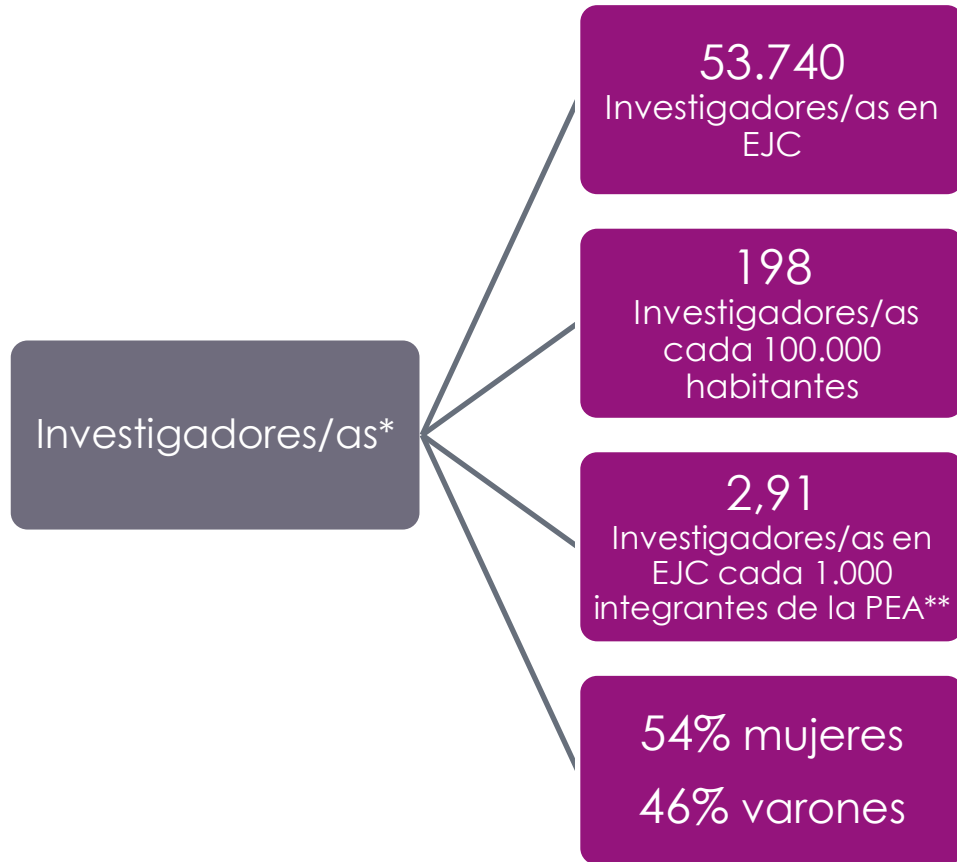 53.740
Investigadores/as en
EJC
198
Investigadores/as
cada 100.000
habitantes
Investigadores/as*
2,91
Investigadores/as en
EJC cada 1.000
integrantes de la PEA**
54% mujeres
46% varones